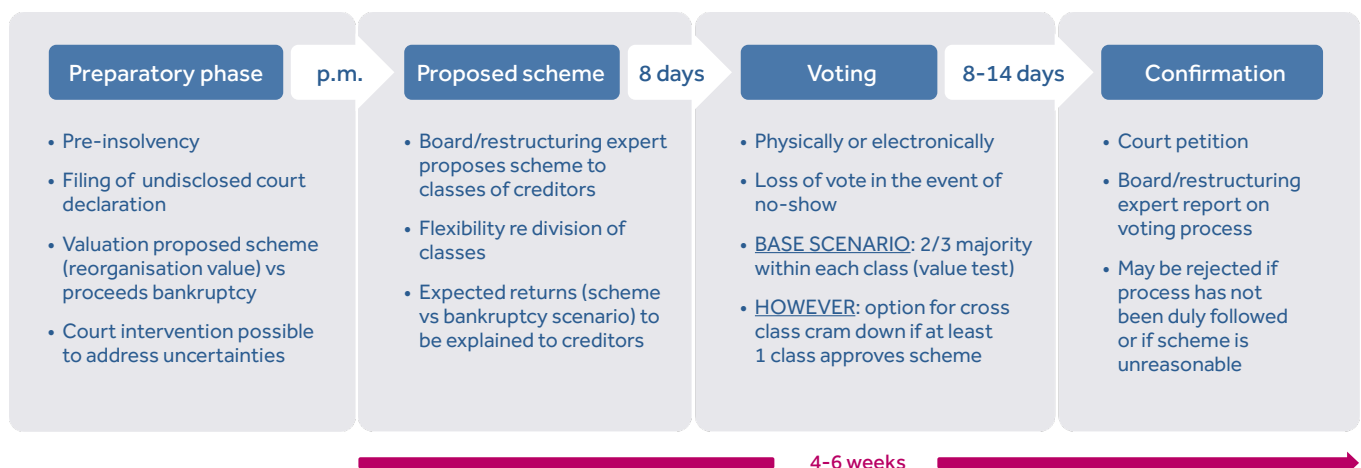 Preparatory phase
p.m.
Proposed scheme
8 days
Voting
8-14 days
Confirmation
• Pre-insolvency
• Filing of undisclosed court
declaration
• Valuation proposed scheme
(reorganisation value) vs
proceeds bankruptcy
• Court intervention possible
to address uncertainties
• Board/restructuring expert
proposes scheme to
classes of creditors
• Flexibility re division of
classes
• Expected returns (scheme
vs bankruptcy scenario) to
be explained to creditors
• Physically or electronically
• Loss of vote in the event of
no-show
• BASE SCENARIO: 2/3 majority
within each class (value test)
• HOWEVER: option for cross
class cram down if at least
1 class approves scheme
• Court petition
• Board/restructuring
expert report on
voting process
• May be rejected if
process has not
been duly followed
or if scheme is
unreasonable
4-6 weeks